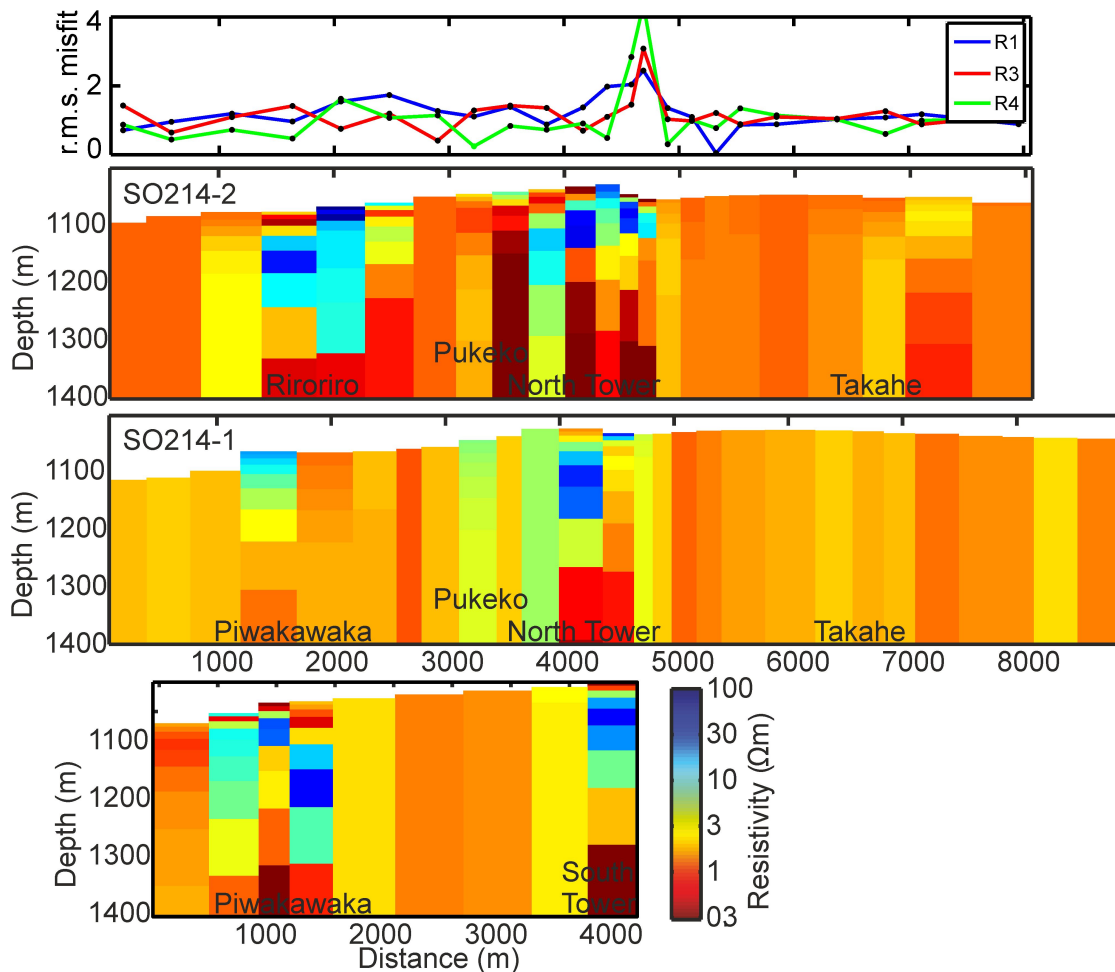 r.m.s. misfit
4
2
0
R1
R3
R4
SO214-2
Depth (m)
1100
1200
1300
1400
Pukeko
Riroriro
North Tower
Takahe
SO214-1
Depth (m)
1100
1200
1300
1400
Pukeko
Piwakawaka
North Tower
Takahe
1000
2000
3000
4000
5000
6000
7000
8000
Depth (m)
1100
1200
1300
1400
South
Tower
Piwakawaka
1000
2000
3000
4000
Distance (m)
100
30
10
3
1
03
Resistivity (Ωm)